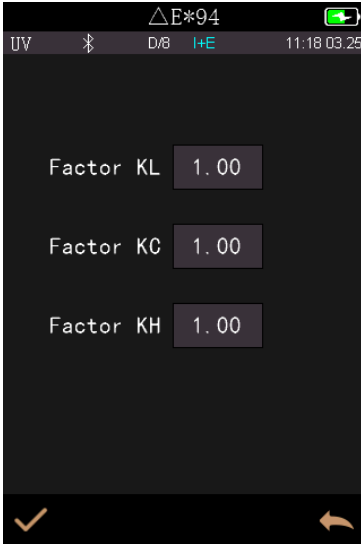 △E*94
UV D/8 I+E 11:18 03.25
Factor KL 1.00
Factor KC 1.00
Factor KH 1.00